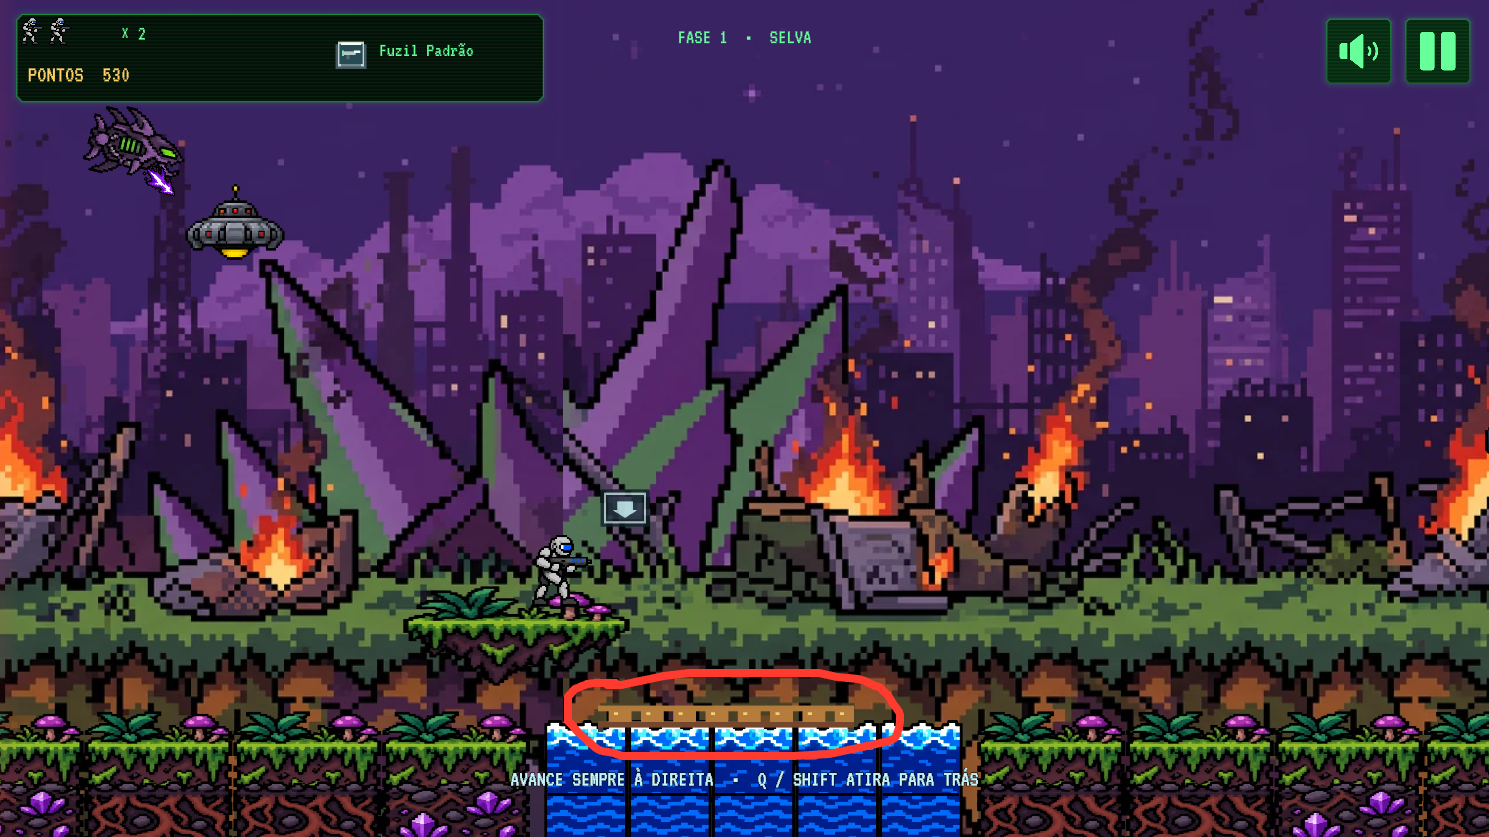 X 2
Fuzil Padrão
PONTOS 530
FASE 1 · SELVA
AVANCE SEMPRE À DIREITA · Q / SHIFT ATIRA PARA TRÁS